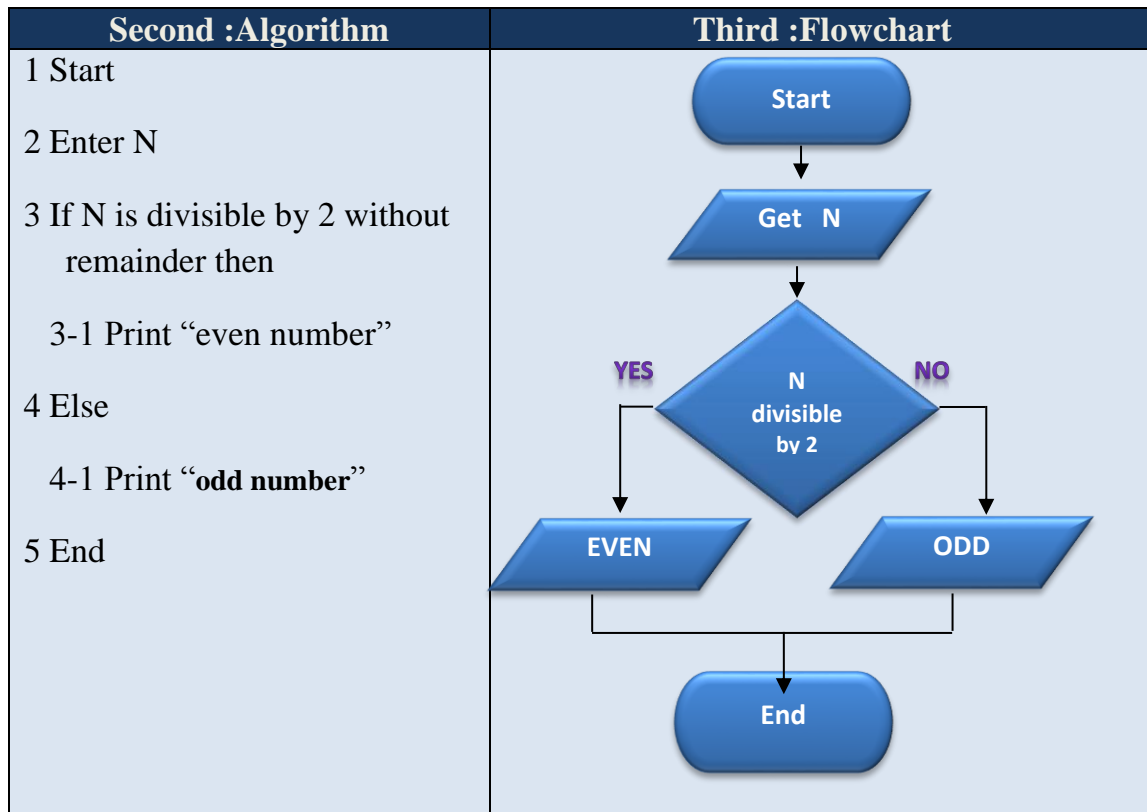 Second :Algorithm
1 Start
2 Enter N
3 If N is divisible by 2 without
remainder then
3-1 Print “even number”
4 Else
4-1 Print “odd number”
5 End
Third :Flowchart
Start
Get N
N
divisible
by 2
YES
NO
EVEN
ODD
End